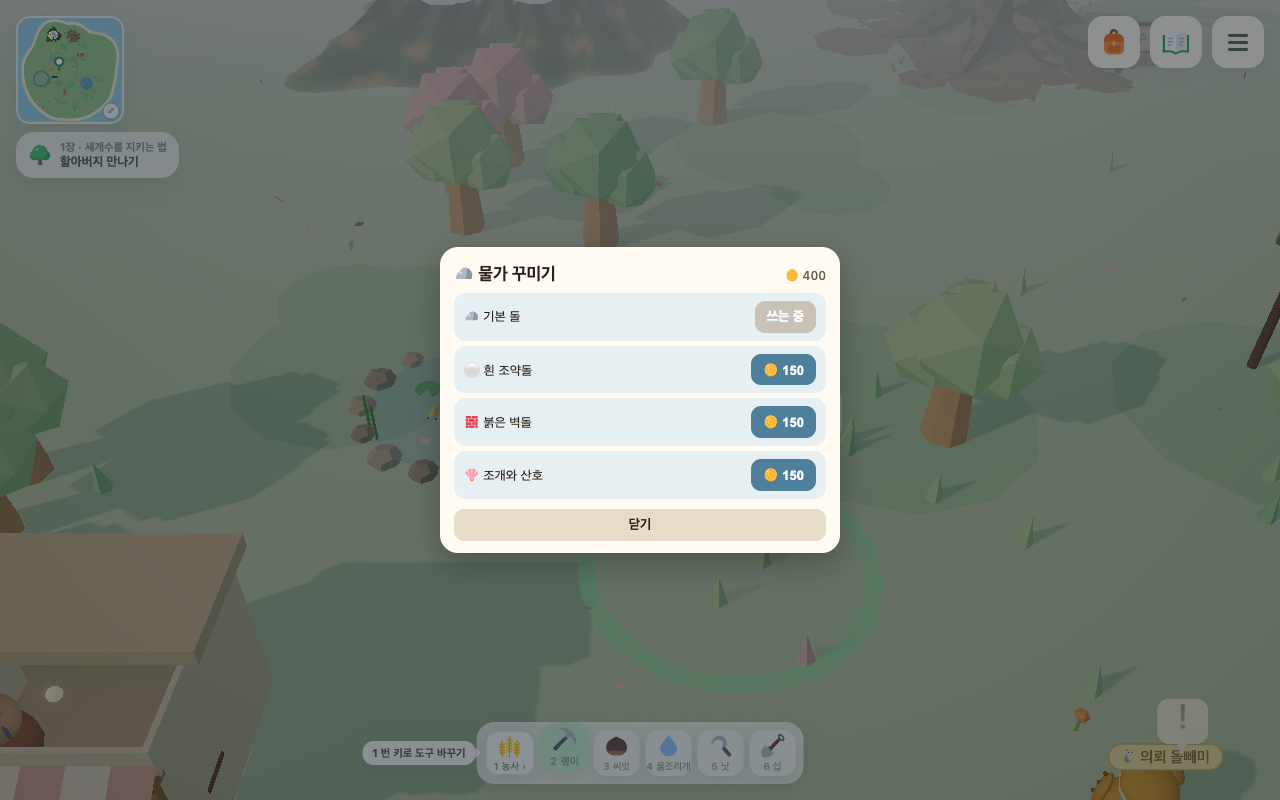 1장 · 세계수를 지키는 법
할아버지 만나기
물가 꾸미기
400
기본 돌
쓰는 중
흰 조약돌
150
붉은 벽돌
150
조개와 산호
150
닫기
1 번 키로 도구 바꾸기
1 농사 ›
2 괭이
3 씨앗
4 물조리개
5 낫
6 삽
!
의뢰 올빼미